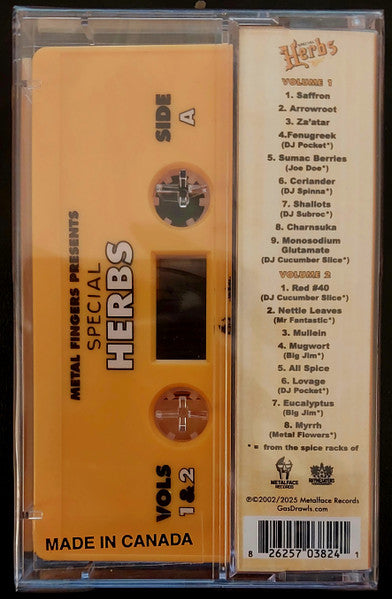 METAL FINGERS PRESENTS
SPECIAL
HERBS
SIDE
A
VOLS
1 & 2
MADE IN CANADA
Herbs
VOLUME 1
1. Saffron
2. Arrowroot
3. Za'atar
4.Fenugreek
(DJ Pocket*)
5. Sumac Berries
(Joe Doe*)
6. Coriander
(DJ Spinna*)
7. Shallots
(DJ Subroc*)
8. Charnsuka
9. Monosodium
Glutamate
(DJ Cucumber Slice*)
VOLUME 2
1. Red #40
(DJ Cucumber Slice*)
2. Nettle Leaves
(Mr Fantastic*)
3. Mullein
4. Mugwort
(Big Jim*)
5. All Spice
6. Lovage
(DJ Pocket*)
7. Eucalyptus
(Big Jim*)
8. Myrrh
(Metal Flowers*)
* = from the spice racks of
METALFACE
RECORDS
RHYMESAYERS
℗©2002/2025 Metalface Records
GasDrawls.com
8 26257 03824 1